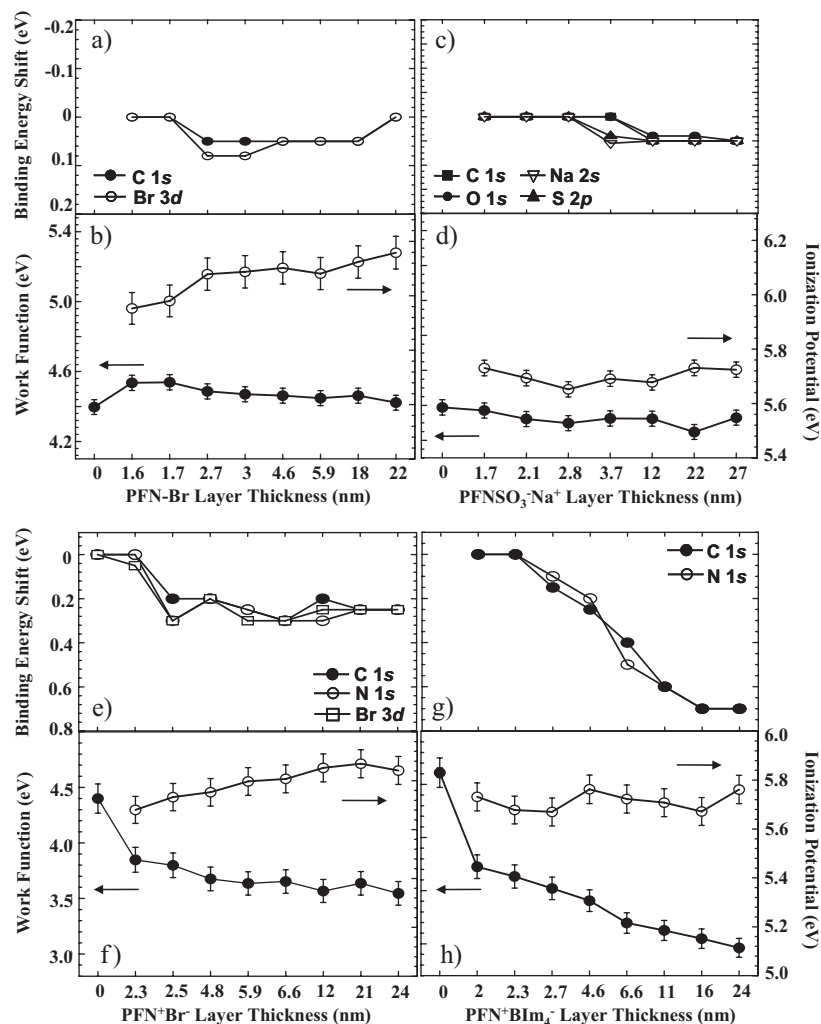 Binding Energy Shift (eV)
-0.2
-0.1
0
0.1
0.2
a)
C 1s
Br 3d
c)
C 1s
Na 2s
O 1s
S 2p
Work Function (eV)
5.4
5.0
4.6
4.2
b)
d)
6.2
6.0
5.8
5.6
5.4
Ionization Potential (eV)
0 1.6 1.7 2.7 3 4.6 5.9 18 22
PFN-Br Layer Thickness (nm)
0 1.7 2.1 2.8 3.7 12 22 27
PFNSO₃⁻Na⁺ Layer Thickness (nm)
Binding Energy Shift (eV)
0
0.2
0.4
0.6
0.8
e)
C 1s
N 1s
Br 3d
g)
C 1s
N 1s
Work Function (eV)
4.5
4.0
3.5
3.0
f)
h)
6.0
5.8
5.6
5.4
5.2
5.0
Ionization Potential (eV)
0 2.3 2.5 4.8 5.9 6.6 12 21 24
PFN⁺Br⁻ Layer Thickness (nm)
0 2 2.3 2.7 4.6 6.6 11 16 24
PFN⁺BIm₄⁻ Layer Thickness (nm)